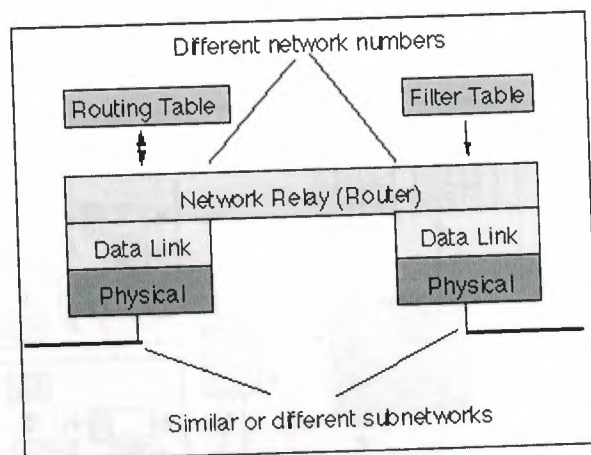 Different network numbers
Routing Table
Filter Table
Network Relay (Router)
Data Link
Data Link
Physical
Physical
Similar or different subnetworks